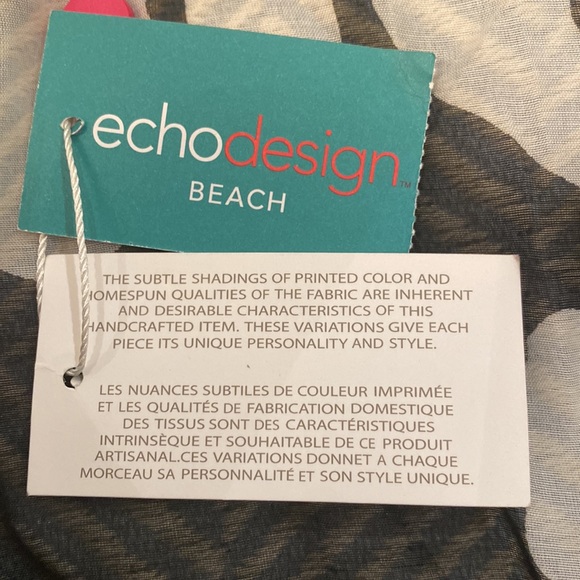 echodesign™
BEACH
THE SUBTLE SHADINGS OF PRINTED COLOR AND
HOMESPUN QUALITIES OF THE FABRIC ARE INHERENT
AND DESIRABLE CHARACTERISTICS OF THIS
HANDCRAFTED ITEM. THESE VARIATIONS GIVE EACH
PIECE ITS UNIQUE PERSONALITY AND STYLE.
LES NUANCES SUBTILES DE COULEUR IMPRIMÉE
ET LES QUALITÉS DE FABRICATION DOMESTIQUE
DES TISSUS SONT DES CARACTÉRISTIQUES
INTRINSÈQUE ET SOUHAITABLE DE CE PRODUIT
ARTISANAL.CES VARIATIONS DONNET A CHAQUE
MORCEAU SA PERSONNALITÉ ET SON STYLE UNIQUE.